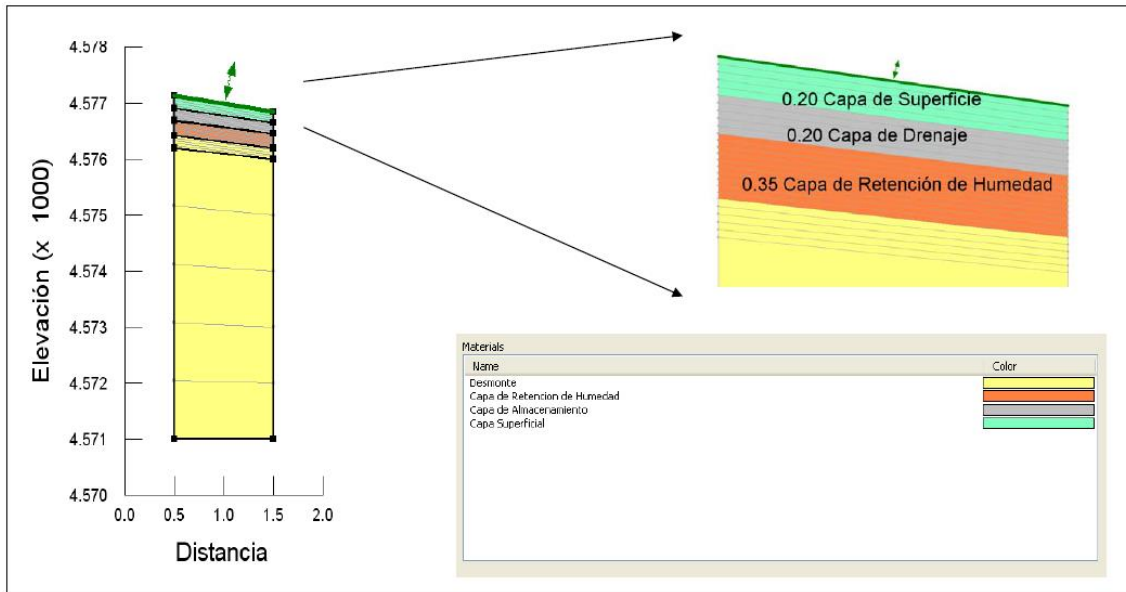 4.578
4.577
4.576
4.575
4.574
4.573
4.572
4.571
4.570
Elevación (x 1000)
0.0 0.5 1.0 1.5 2.0
Distancia
0.20 Capa de Superficie
0.20 Capa de Drenaje
0.35 Capa de Retención de Humedad
Materials
Name Color
Desmonte
Capa de Retencion de Humedad
Capa de Almacenamiento
Capa Superficial